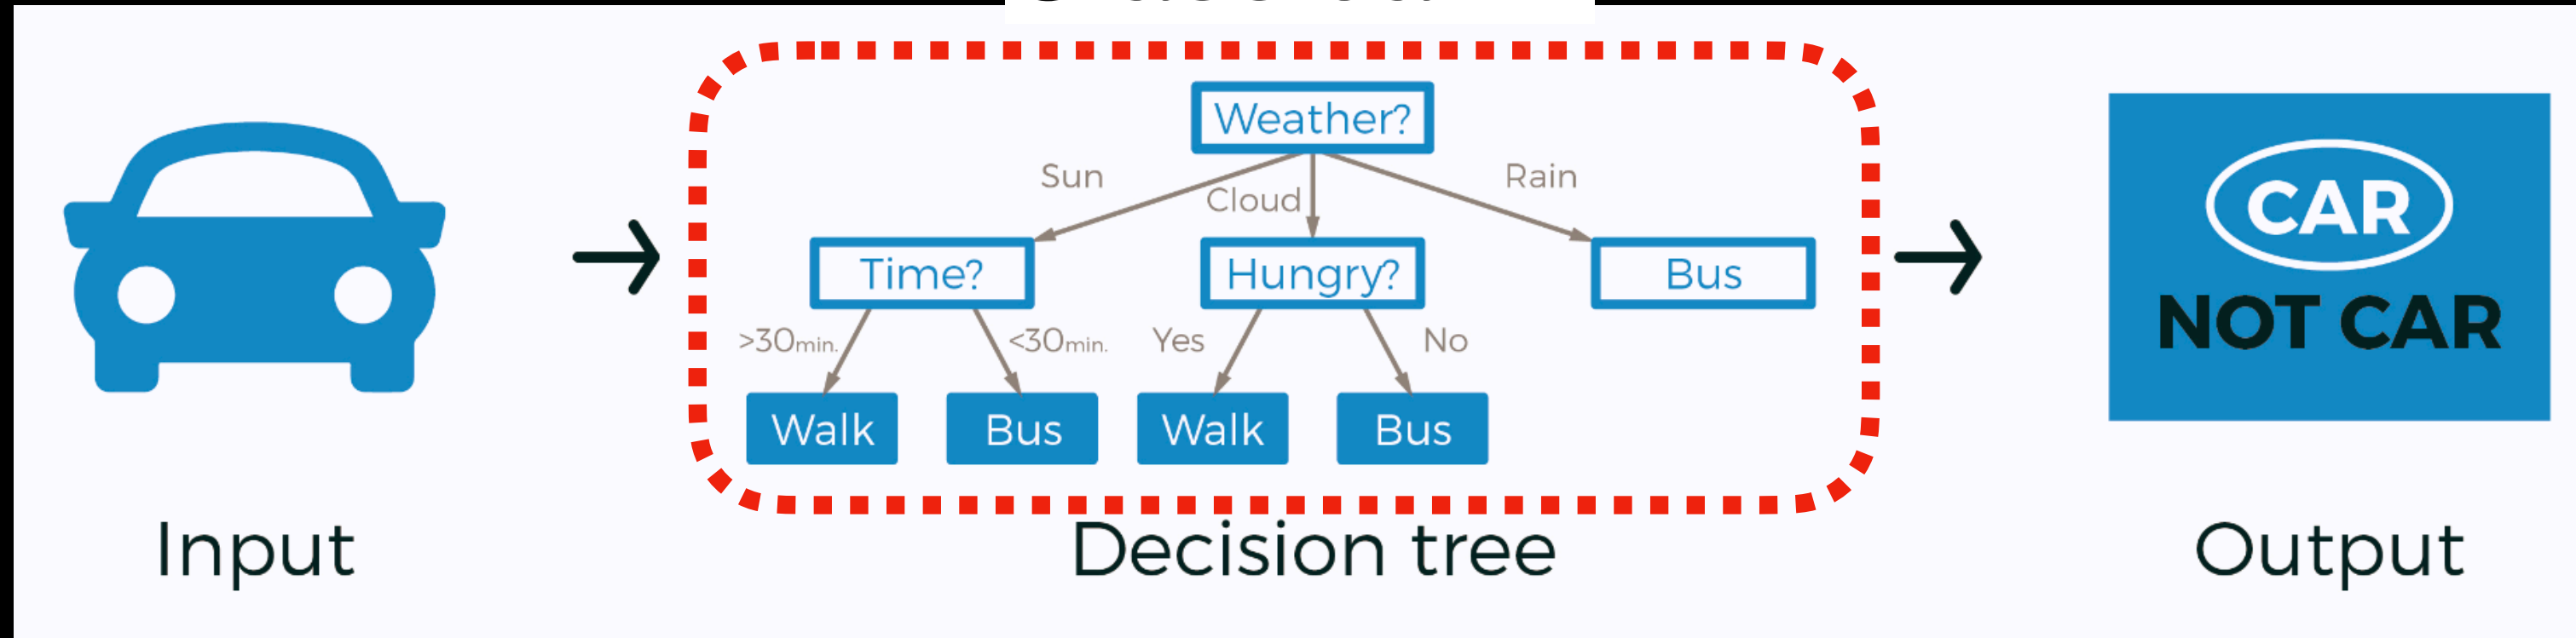 Weather?
Sun
Cloud
Rain
Time?
Hungry?
Bus
>30min.
<30min.
Yes
No
Walk
Bus
Walk
Bus
CAR
NOT CAR
Input
Decision tree
Output